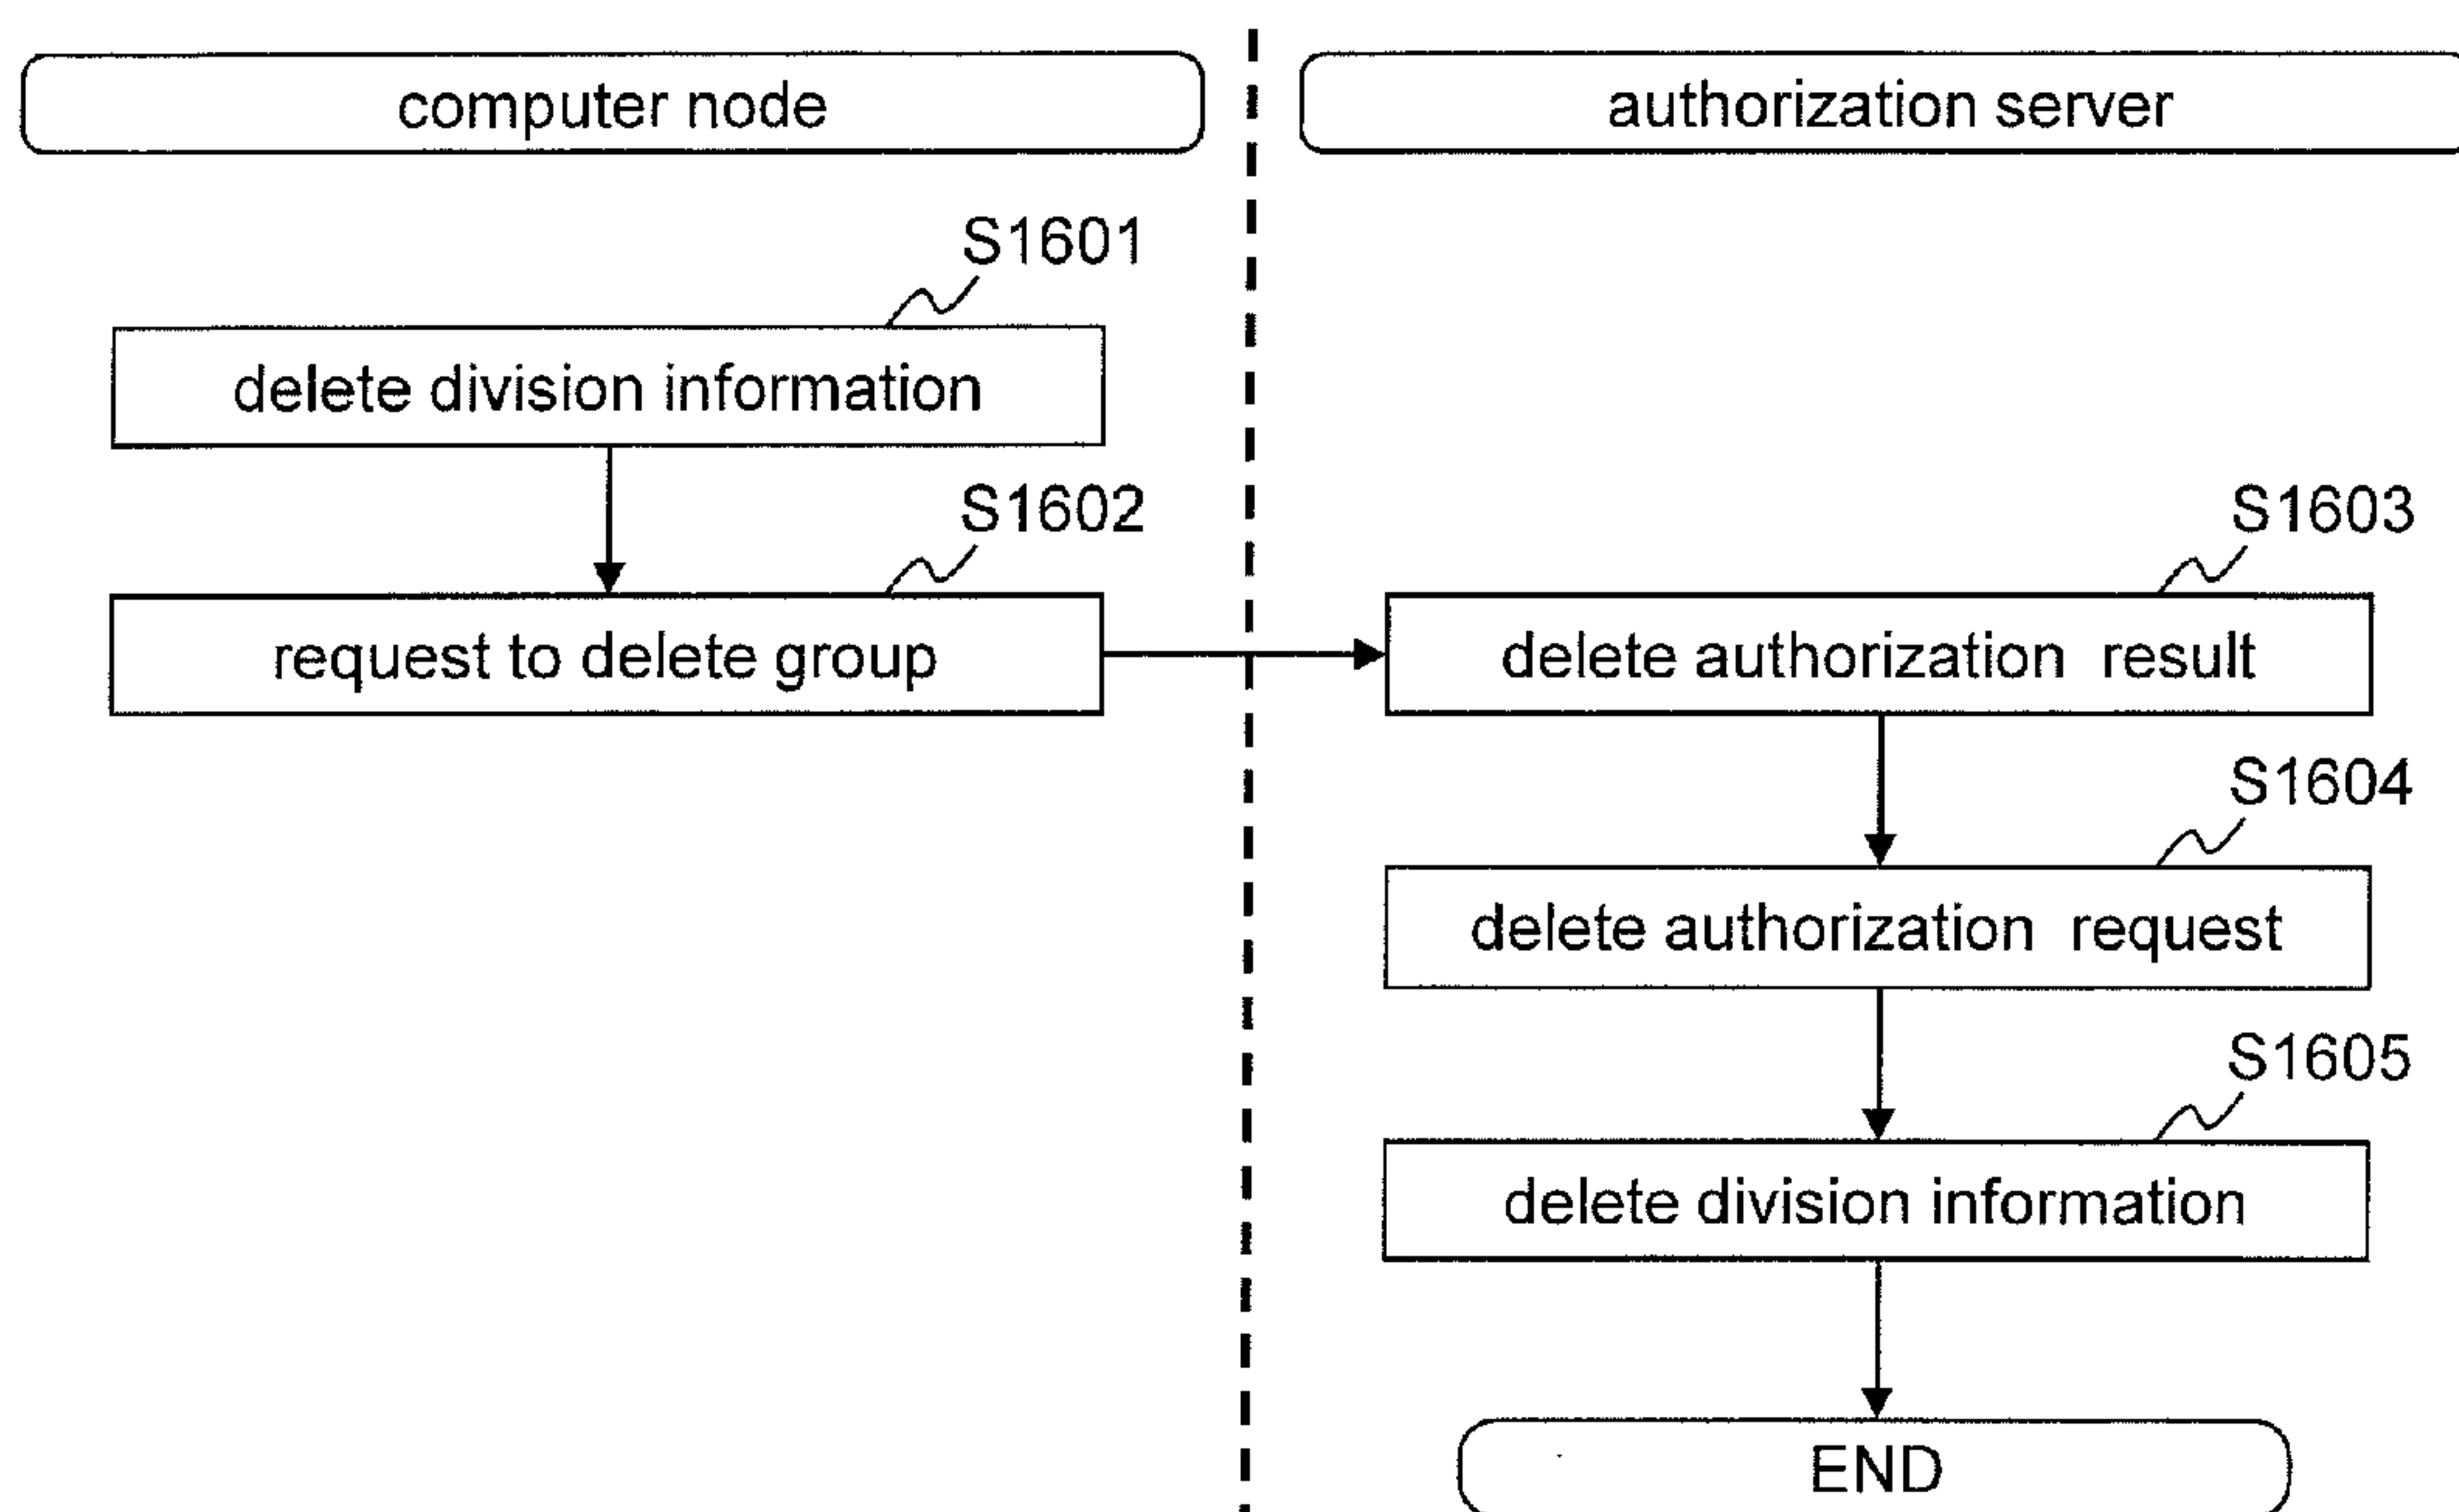 computer node
authorization server
S1601
delete division information
S1602
request to delete group
S1603
delete authorization result
S1604
delete authorization request
S1605
delete division information
END